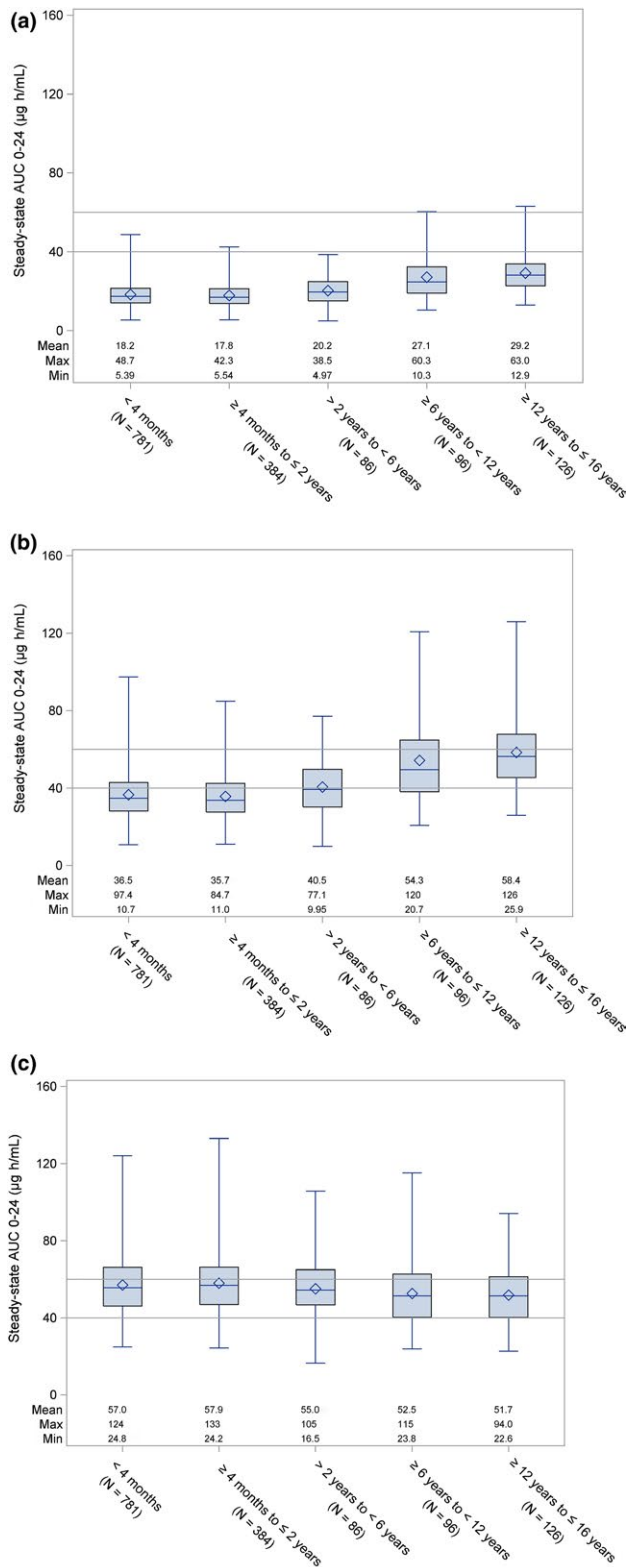 (a)
160
120
80
40
0
Steady-state AUC 0-24 (µg h/mL)
Mean 18.2 17.8 20.2 27.1 29.2
Max 48.7 42.3 38.5 60.3 63.0
Min 5.39 5.54 4.97 10.3 12.9
< 4 months
(N = 781)
≥ 4 months to ≤ 2 years
(N = 384)
> 2 years to < 6 years
(N = 86)
≥ 6 years to < 12 years
(N = 96)
≥ 12 years to ≤ 16 years
(N = 126)
(b)
160
120
80
40
0
Steady-state AUC 0-24 (µg h/mL)
Mean 36.5 35.7 40.5 54.3 58.4
Max 97.4 84.7 77.1 120 126
Min 10.7 11.0 9.95 20.7 25.9
< 4 months
(N = 781)
≥ 4 months to ≤ 2 years
(N = 384)
> 2 years to < 6 years
(N = 86)
≥ 6 years to ≤ 12 years
(N = 96)
≥ 12 years to ≤ 16 years
(N = 126)
(c)
160
120
80
40
0
Steady-state AUC 0-24 (µg h/mL)
Mean 57.0 57.9 55.0 52.5 51.7
Max 124 133 105 115 94.0
Min 24.8 24.2 16.5 23.8 22.6
< 4 months
(N = 781)
≥ 4 months to ≤ 2 years
(N = 384)
> 2 years to < 6 years
(N = 86)
≥ 6 years to < 12 years
(N = 96)
≥ 12 years to ≤ 16 years
(N = 126)